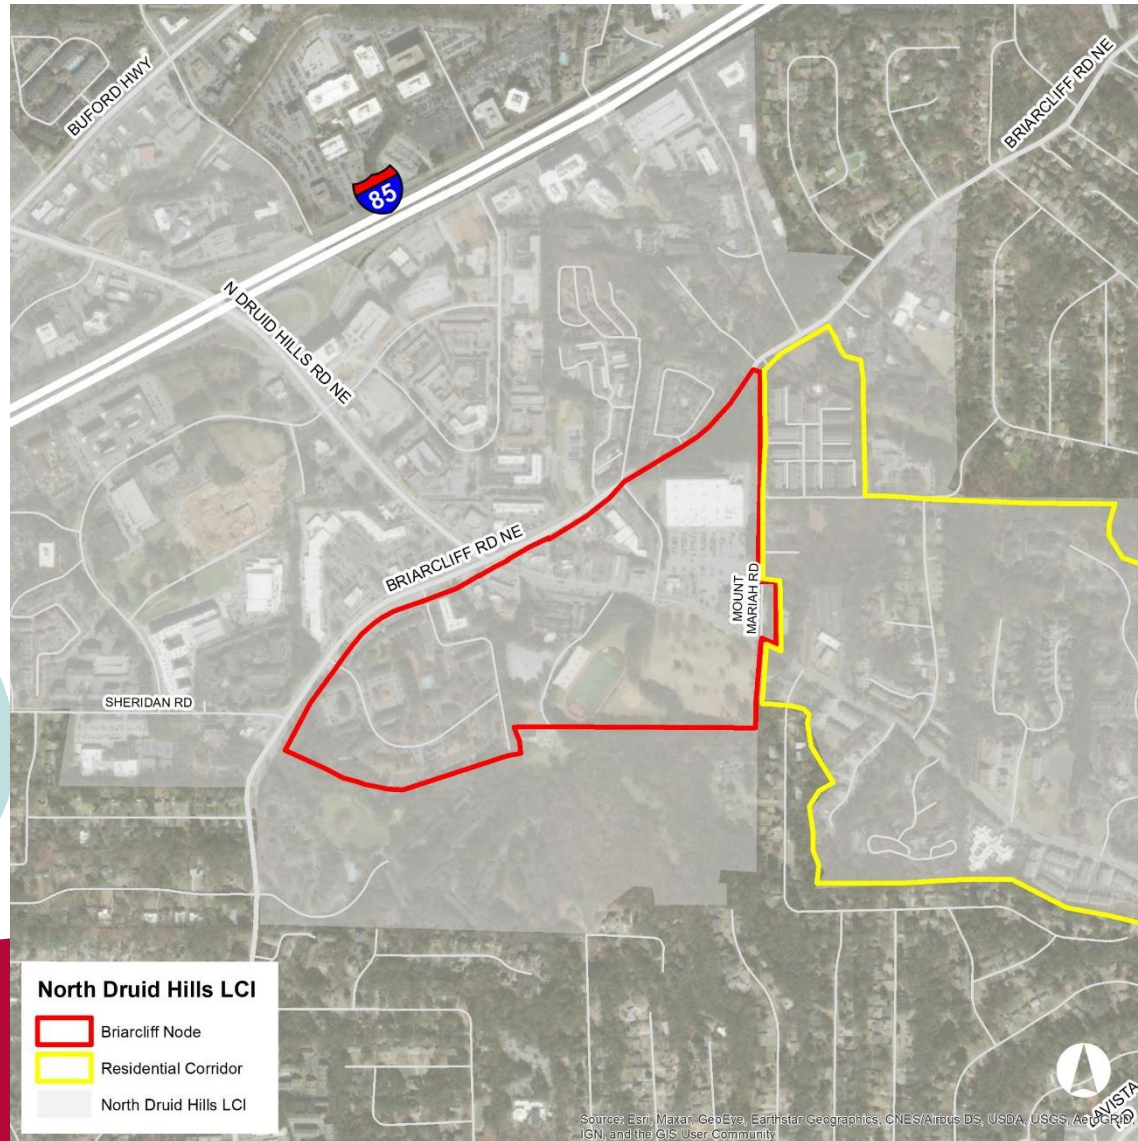 BUFORD HWY
BRIARCLIFF RD NE
85
N DRUID HILLS RD NE
BRIARCLIFF RD NE
MOUNT
MARIAH RD
SHERIDAN RD
North Druid Hills LCI
Briarcliff Node
Residential Corridor
North Druid Hills LCI
AVISTA
RD
Source: Esri, Maxar, GeoEye, Earthstar Geographics, CNES/Airbus DS, USDA, USGS, AeroGRID,
IGN, and the GIS User Community